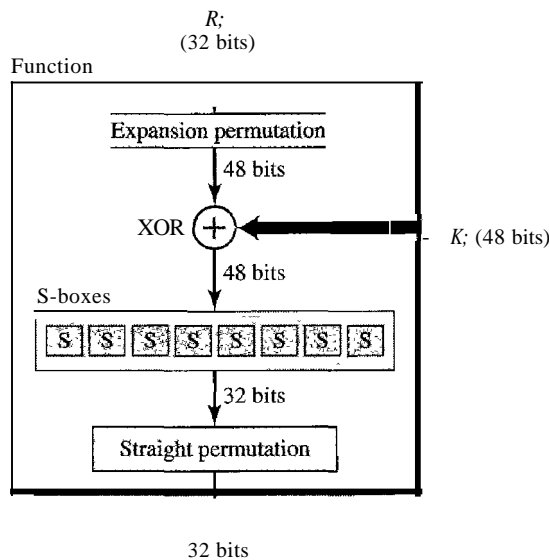 R;
(32 bits)
Function
Expansion permutation
48 bits
XOR
+
K; (48 bits)
48 bits
S-boxes
S S S S S S S S
32 bits
Straight permutation
32 bits